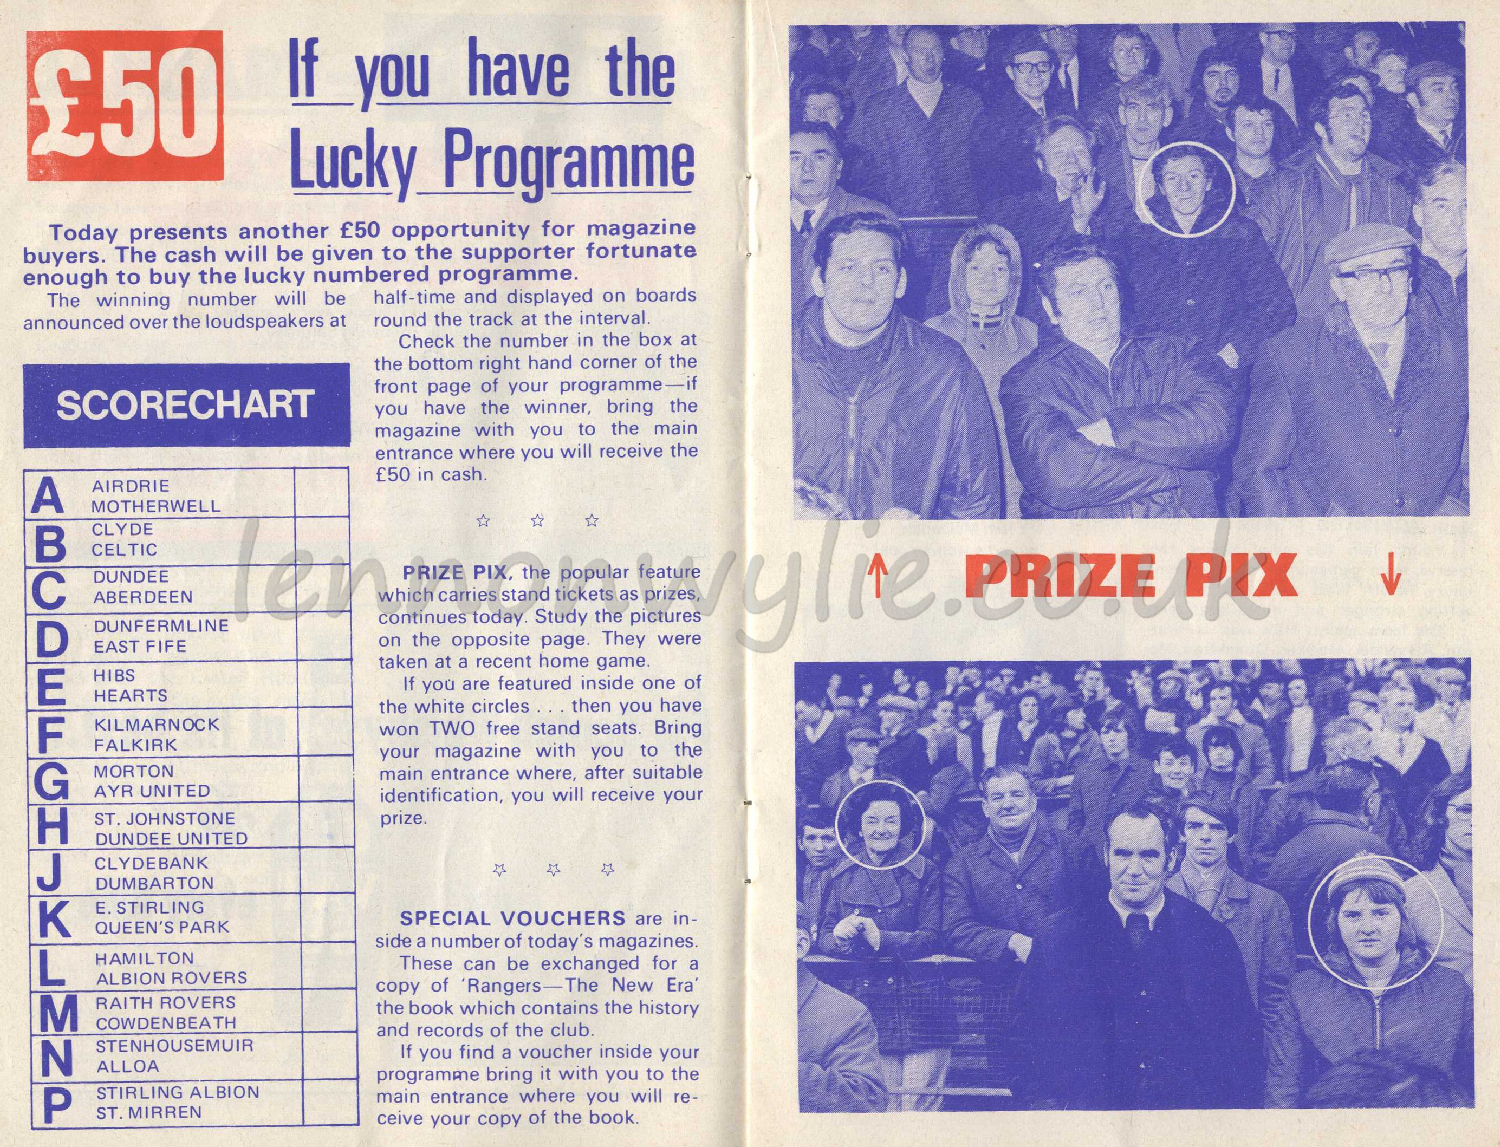 £50
If you have the
Lucky Programme
Today presents another £50 opportunity for magazine
buyers. The cash will be given to the supporter fortunate
enough to buy the lucky numbered programme.
The winning number will be
announced over the loudspeakers at
half-time and displayed on boards
round the track at the interval.
Check the number in the box at
the bottom right hand corner of the
front page of your programme—if
you have the winner, bring the
magazine with you to the main
entrance where you will receive the
£50 in cash.
SCORECHART
A AIRDRIE
MOTHERWELL
B CLYDE
CELTIC
C DUNDEE
ABERDEEN
D DUNFERMLINE
EAST FIFE
E HIBS
HEARTS
F KILMARNOCK
FALKIRK
G MORTON
AYR UNITED
H ST. JOHNSTONE
DUNDEE UNITED
J CLYDEBANK
DUMBARTON
K E. STIRLING
QUEEN'S PARK
L HAMILTON
ALBION ROVERS
M RAITH ROVERS
COWDENBEATH
N STENHOUSEMUIR
ALLOA
P STIRLING ALBION
ST. MIRREN
PRIZE PIX, the popular feature
which carries stand tickets as prizes,
continues today. Study the pictures
on the opposite page. They were
taken at a recent home game.
If you are featured inside one of
the white circles . . . then you have
won TWO free stand seats. Bring
your magazine with you to the
main entrance where, after suitable
identification, you will receive your
prize.
SPECIAL VOUCHERS are in-
side a number of today's magazines.
These can be exchanged for a
copy of 'Rangers—The New Era'
the book which contains the history
and records of the club.
If you find a voucher inside your
programme bring it with you to the
main entrance where you will re-
ceive your copy of the book.
PRIZE PIX
lennonwylie.co.uk